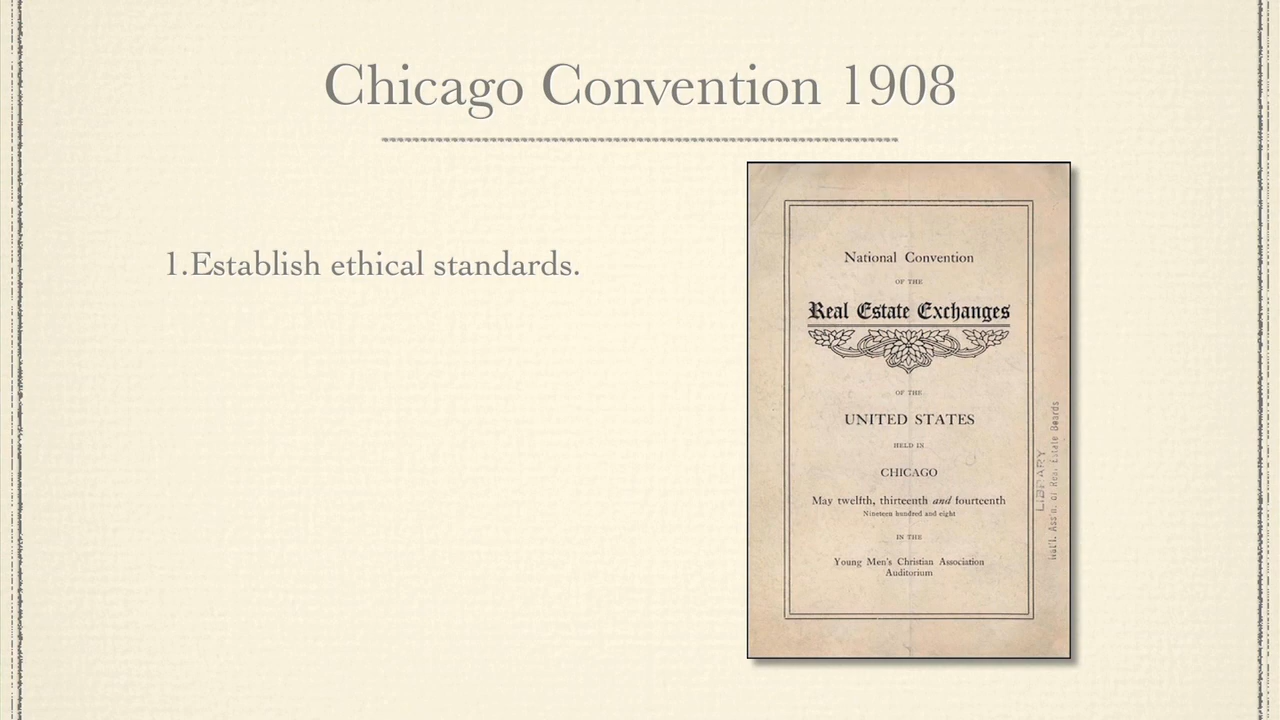 Chicago Convention 1908
1.Establish ethical standards.
National Convention
OF THE
Real Estate Exchanges
OF THE
UNITED STATES
HELD IN
CHICAGO
May twelfth, thirteenth and fourteenth
Nineteen hundred and eight
IN THE
Young Men's Christian Association
Auditorium
LIBRARY
Nat'l. Ass'n. of Real Estate Boards